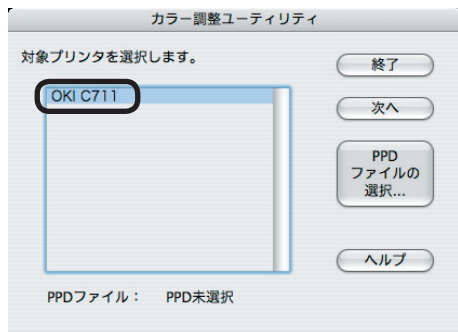 カラー調整ユーティリティ
対象プリンタを選択します。
OKI C711
終了
次へ
PPD
ファイルの
選択...
ヘルプ
PPDファイル： PPD未選択